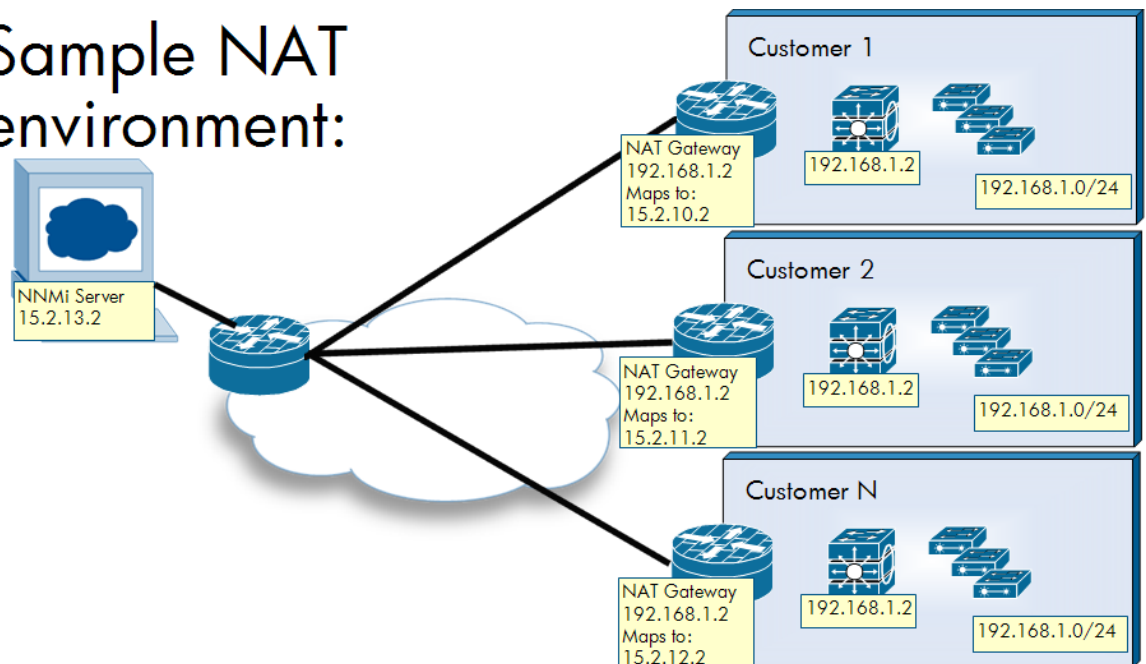 Sample NAT
environment:
NNMi Server
15.2.13.2
Customer 1
NAT Gateway
192.168.1.2
Maps to:
15.2.10.2
192.168.1.2
192.168.1.0/24
Customer 2
NAT Gateway
192.168.1.2
Maps to:
15.2.11.2
192.168.1.2
192.168.1.0/24
Customer N
NAT Gateway
192.168.1.2
Maps to:
15.2.12.2
192.168.1.2
192.168.1.0/24